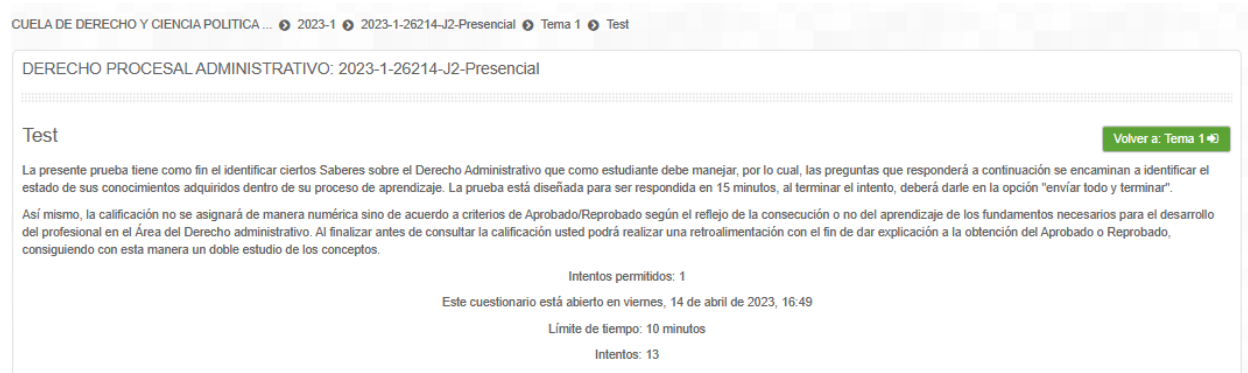 CUELA DE DERECHO Y CIENCIA POLITICA ... 2023-1 2023-1-26214-J2-Presencial Tema 1 Test
DERECHO PROCESAL ADMINISTRATIVO: 2023-1-26214-J2-Presencial
Test
Volver a: Tema 1
La presente prueba tiene como fin el identificar ciertos Saberes sobre el Derecho Administrativo que como estudiante debe manejar, por lo cual, las preguntas que responderá a continuación se encaminan a identificar el
estado de sus conocimientos adquiridos dentro de su proceso de aprendizaje. La prueba está diseñada para ser respondida en 15 minutos, al terminar el intento, deberá darle en la opción "envíar todo y terminar".
Así mismo, la calificación no se asignará de manera numérica sino de acuerdo a criterios de Aprobado/Reprobado según el reflejo de la consecución o no del aprendizaje de los fundamentos necesarios para el desarrollo
del profesional en el Área del Derecho administrativo. Al finalizar antes de consultar la calificación usted podrá realizar una retroalimentación con el fin de dar explicación a la obtención del Aprobado o Reprobado,
consiguiendo con esta manera un doble estudio de los conceptos.
Intentos permitidos: 1
Este cuestionario está abierto en viernes, 14 de abril de 2023, 16:49
Límite de tiempo: 10 minutos
Intentos: 13